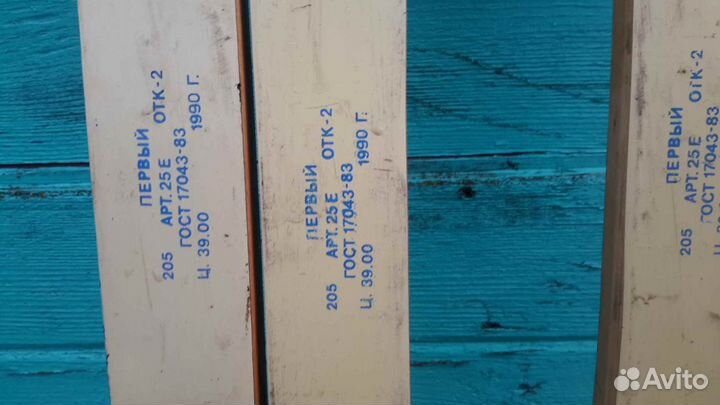 ПЕРВЫЙ
205 АРТ. 25 Е ОТК-2
ГОСТ 17043-83
Ц. 39.00 1990 Г.
ПЕРВЫЙ
205 АРТ. 25 Е ОТК-2
ГОСТ 17043-83
Ц. 39.00 1990 Г.
ПЕРВЫЙ
205 АРТ. 25 Е ОТК-2
ГОСТ 17043-83
Ц.
Avito